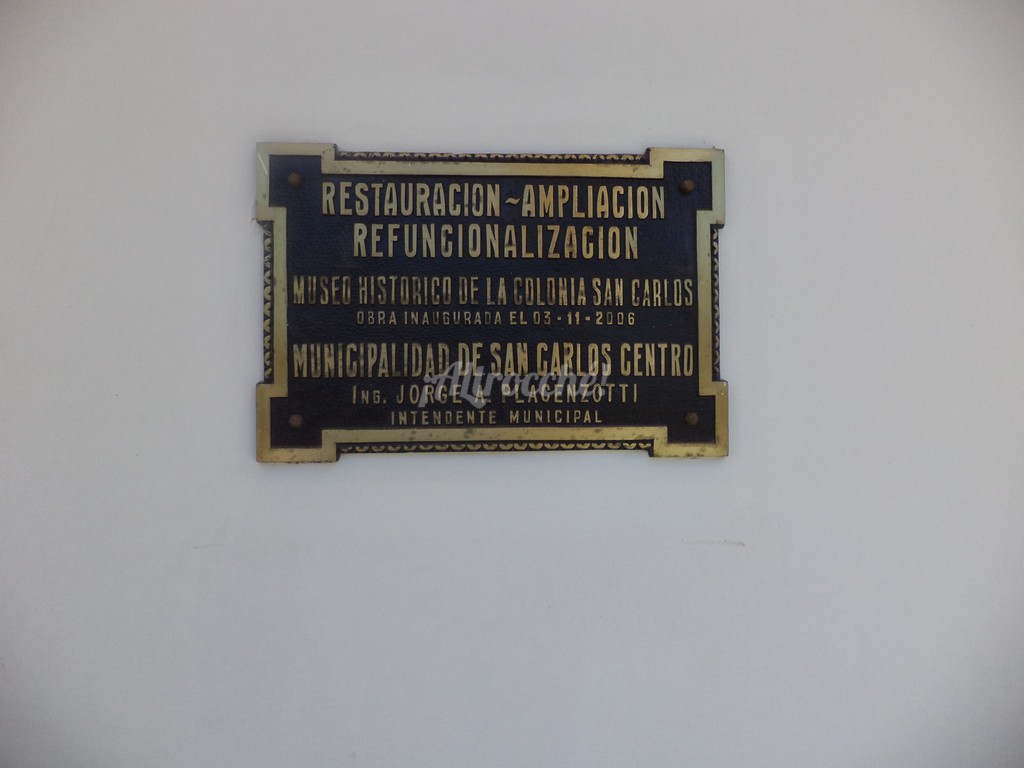 RESTAURACION ~ AMPLIACION
REFUNCIONALIZACION
MUSEO HISTORICO DE LA COLONIA SAN CARLOS
OBRA INAUGURADA EL 03 - 11 - 2006
MUNICIPALIDAD DE SAN CARLOS CENTRO
ING. JORGE A. PLACENZOTTI
INTENDENTE MUNICIPAL